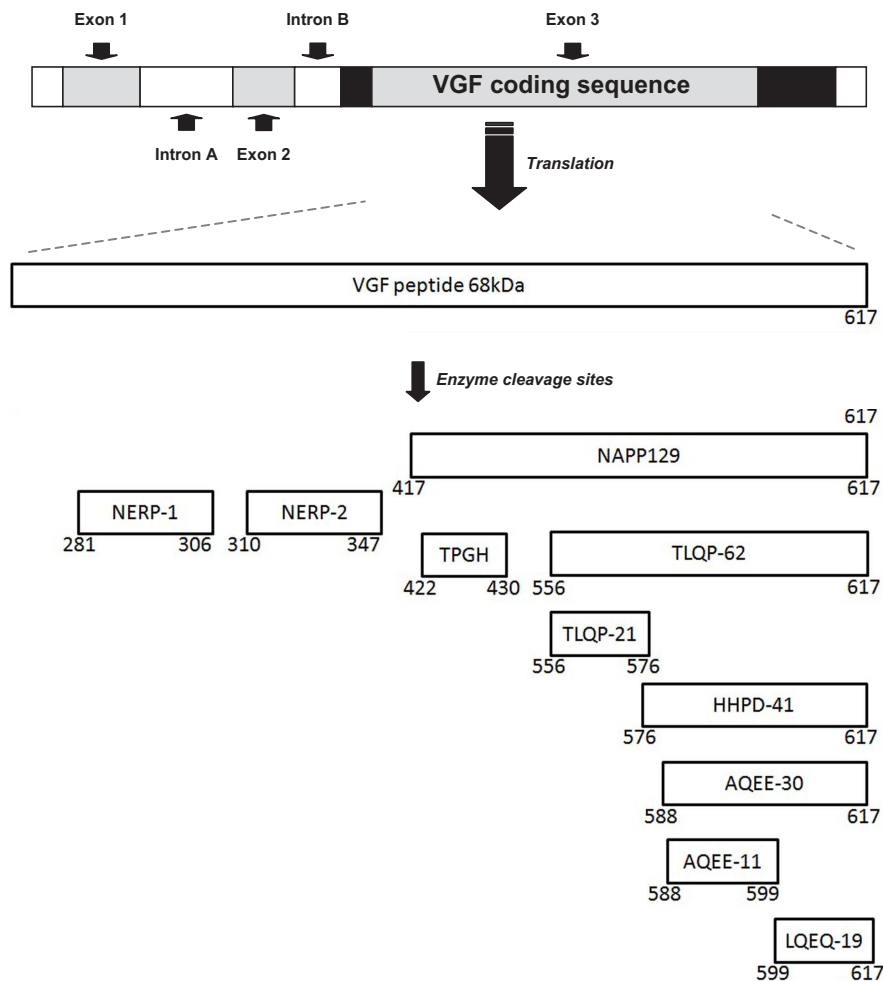 Exon 1
Intron B
Exon 3
VGF coding sequence
Intron A
Exon 2
Translation
VGF peptide 68kDa
617
Enzyme cleavage sites
617
NAPP129
417
617
NERP-1
NERP-2
281
306
310
347
TPGH
TLQP-62
422
430
556
617
TLQP-21
556
576
HHPD-41
576
617
AQEE-30
588
617
AQEE-11
588
599
LQEQ-19
599
617